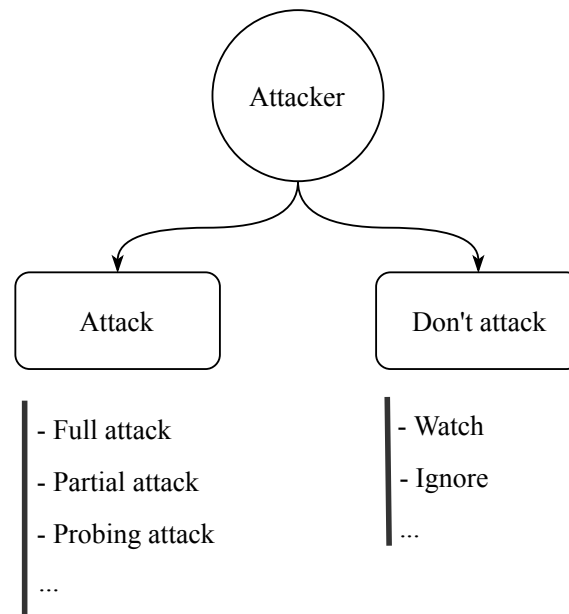 Attacker
Attack
Don't attack
- Full attack
- Partial attack
- Probing attack
...
- Watch
- Ignore
...